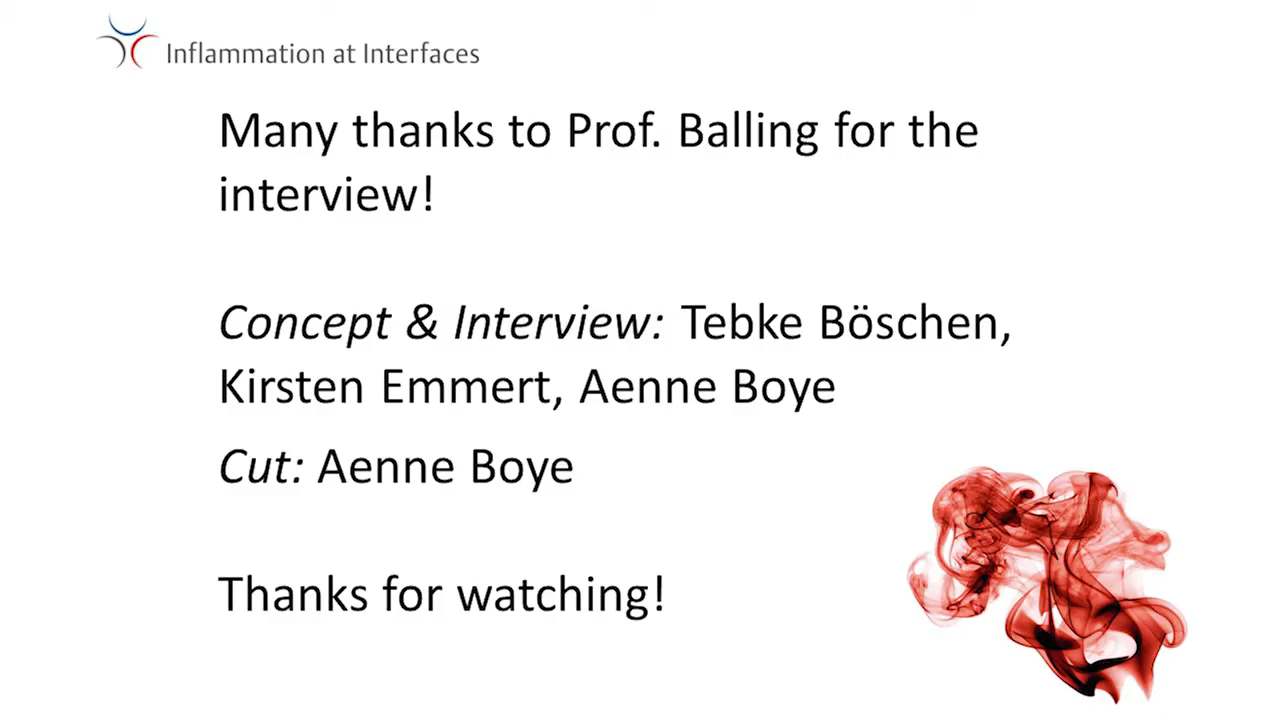 Inflammation at Interfaces
Many thanks to Prof. Balling for the
interview!
Concept & Interview: Tebke Böschen,
Kirsten Emmert, Aenne Boye
Cut: Aenne Boye
Thanks for watching!